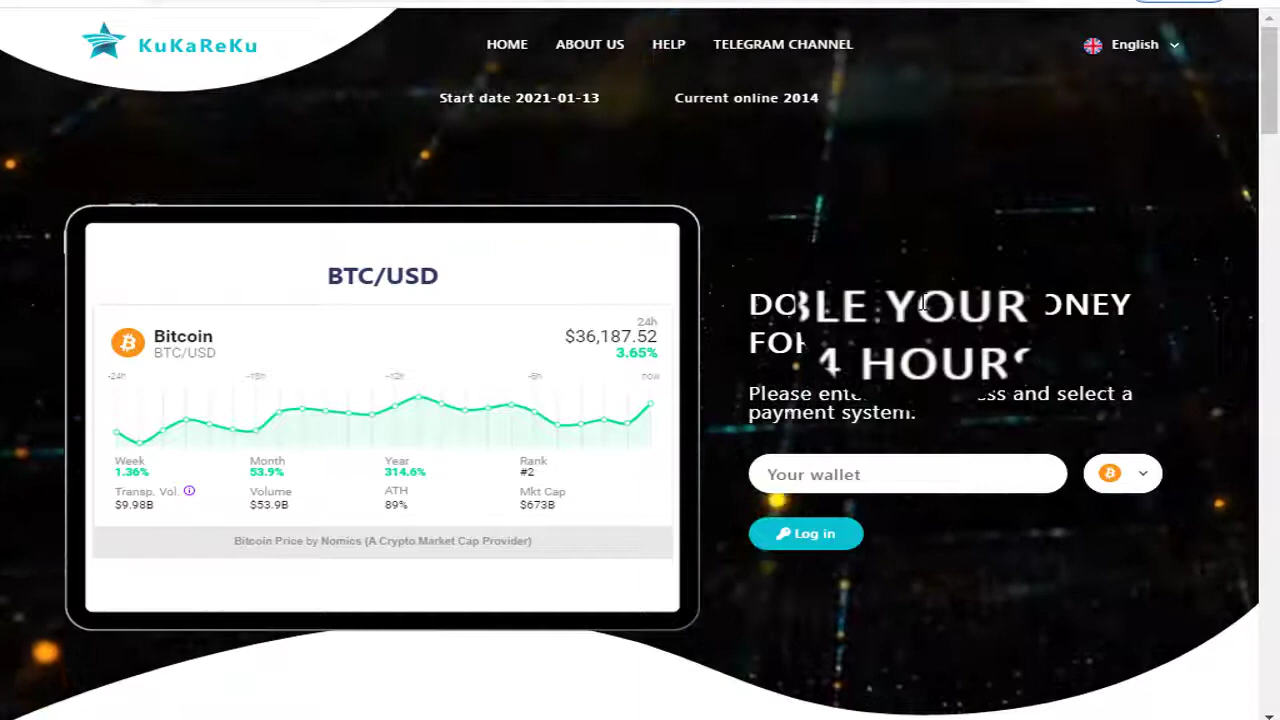 KuKaReKu
HOME ABOUT US HELP TELEGRAM CHANNEL
English
Start date 2021-01-13 Current online 2014
BTC/USD
Bitcoin
BTC/USD
24h
$36,187.52
3.65%
-24h -12h -6h now
Week Month Year Rank
1.36% 53.9% 314.6% #2
Transp. Vol. Volume ATH Mkt Cap
$9.98B $53.9B 89% $673B
Bitcoin Price by Nomics (A Crypto Market Cap Provider)
YOUR
HOURS
Please and select a
payment system.
Your wallet
Log in